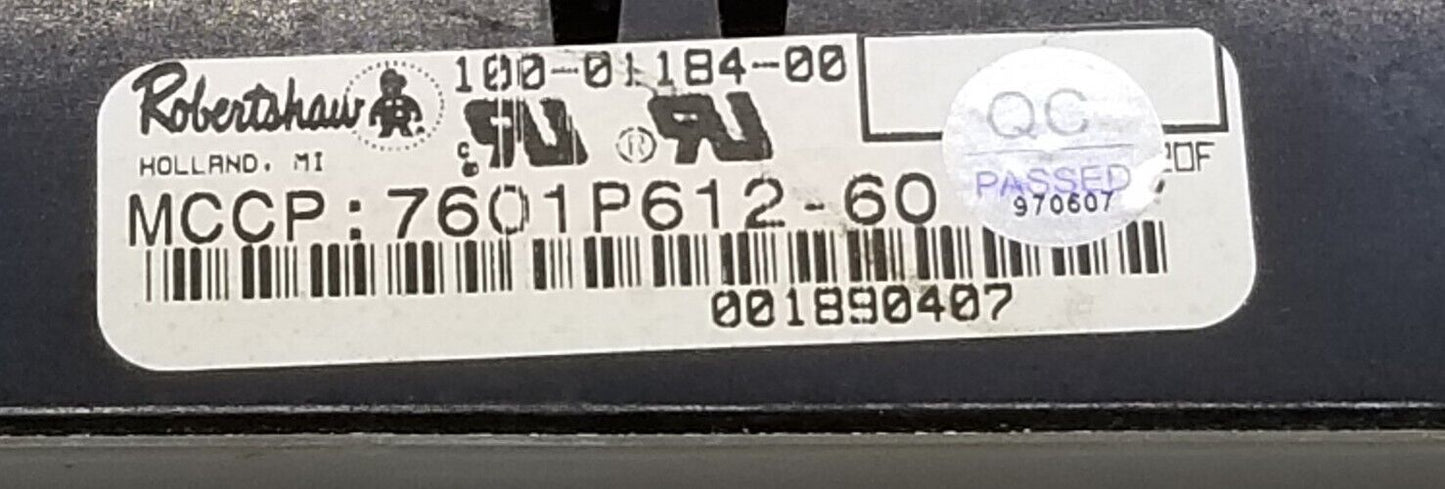 Robertshaw
100-01184-00
HOLLAND, MI
MCCP:7601P612-60
QC
PASSED
970607
001890407